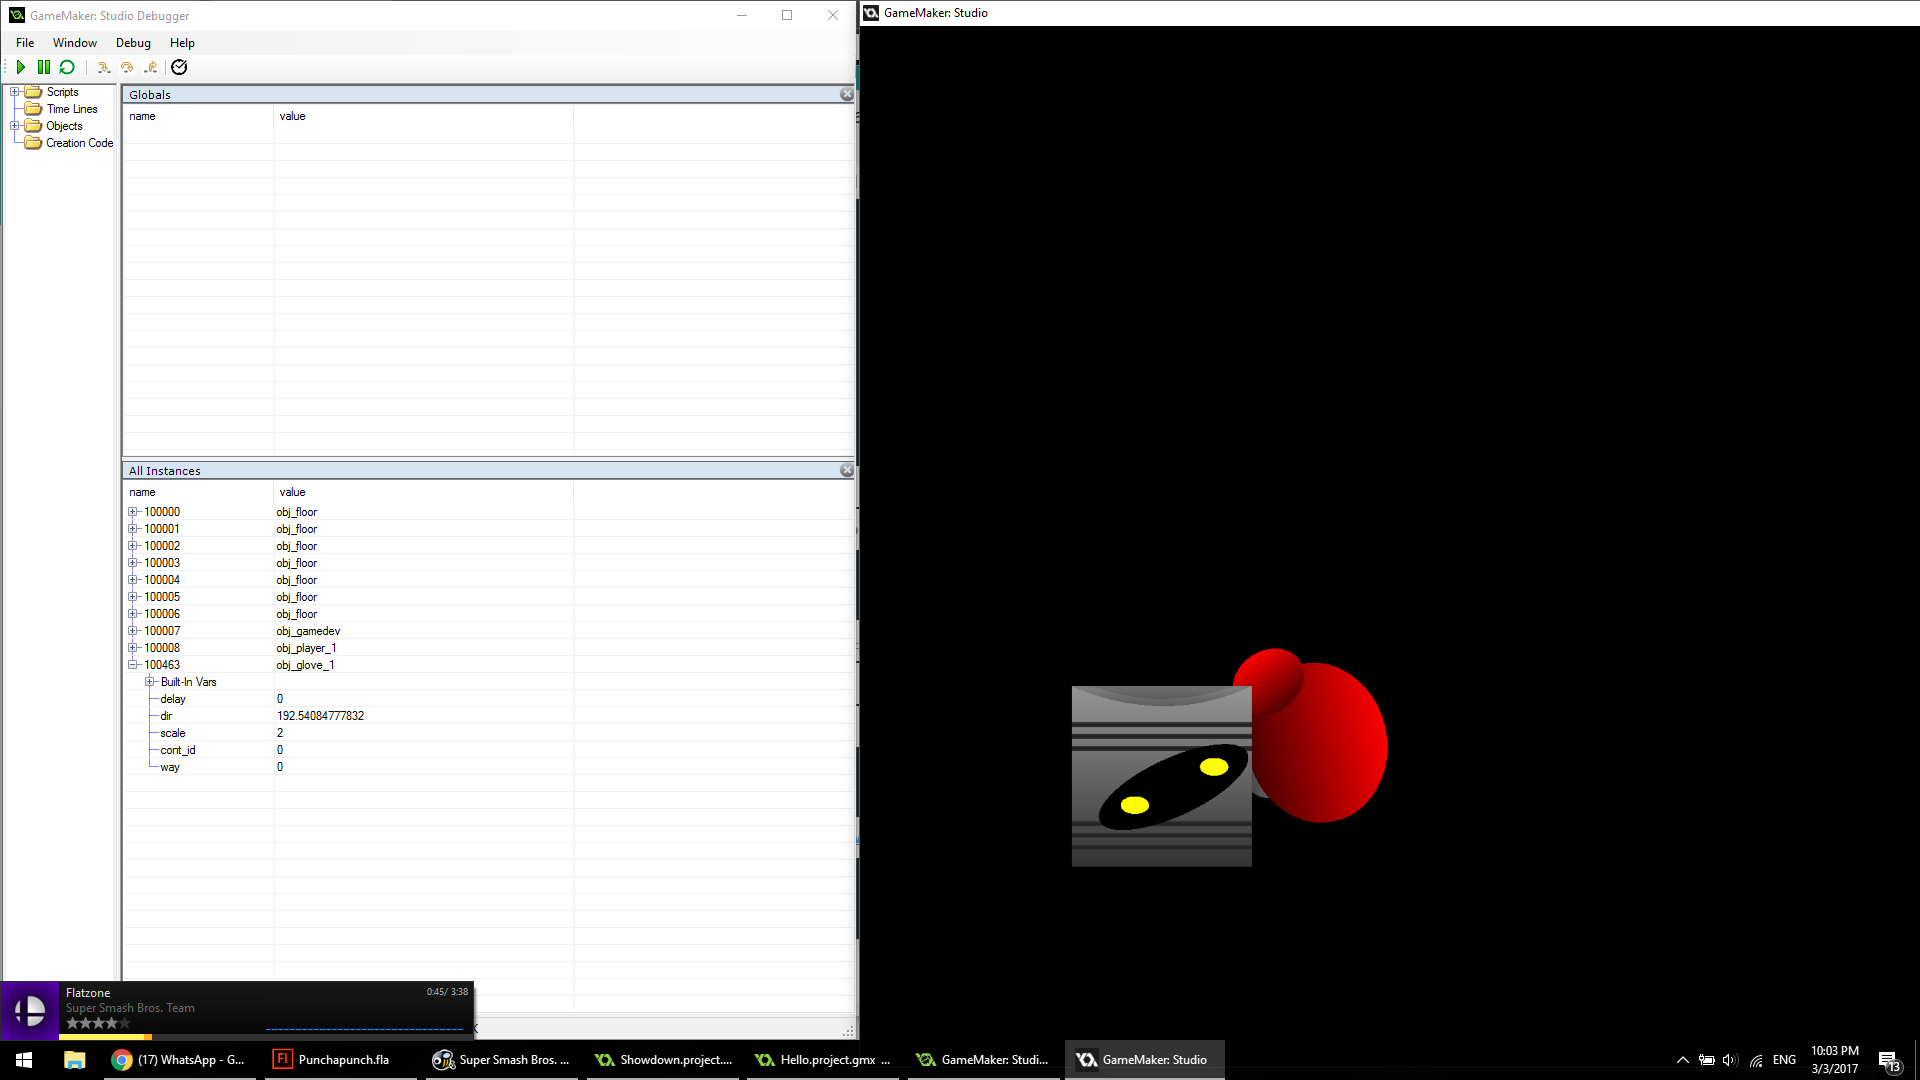 GameMaker: Studio Debugger
File Window Debug Help
Scripts
Time Lines
Objects
Creation Code
Globals
name value
All Instances
name value
100000 obj_floor
100001 obj_floor
100002 obj_floor
100003 obj_floor
100004 obj_floor
100005 obj_floor
100006 obj_floor
100007 obj_gamedev
100008 obj_player_1
100463 obj_glove_1
Built-In Vars
delay 0
dir 192.54084777832
scale 2
cont_id 0
way 0
GameMaker: Studio
Flatzone 0:45/ 3:38
Super Smash Bros. Team
(17) WhatsApp - G...
Fl Punchapunch.fla
Super Smash Bros. ...
Showdown.project....
Hello.project.gmx ...
GameMaker: Studi...
GameMaker: Studio
ENG
10:03 PM
3/3/2017
13